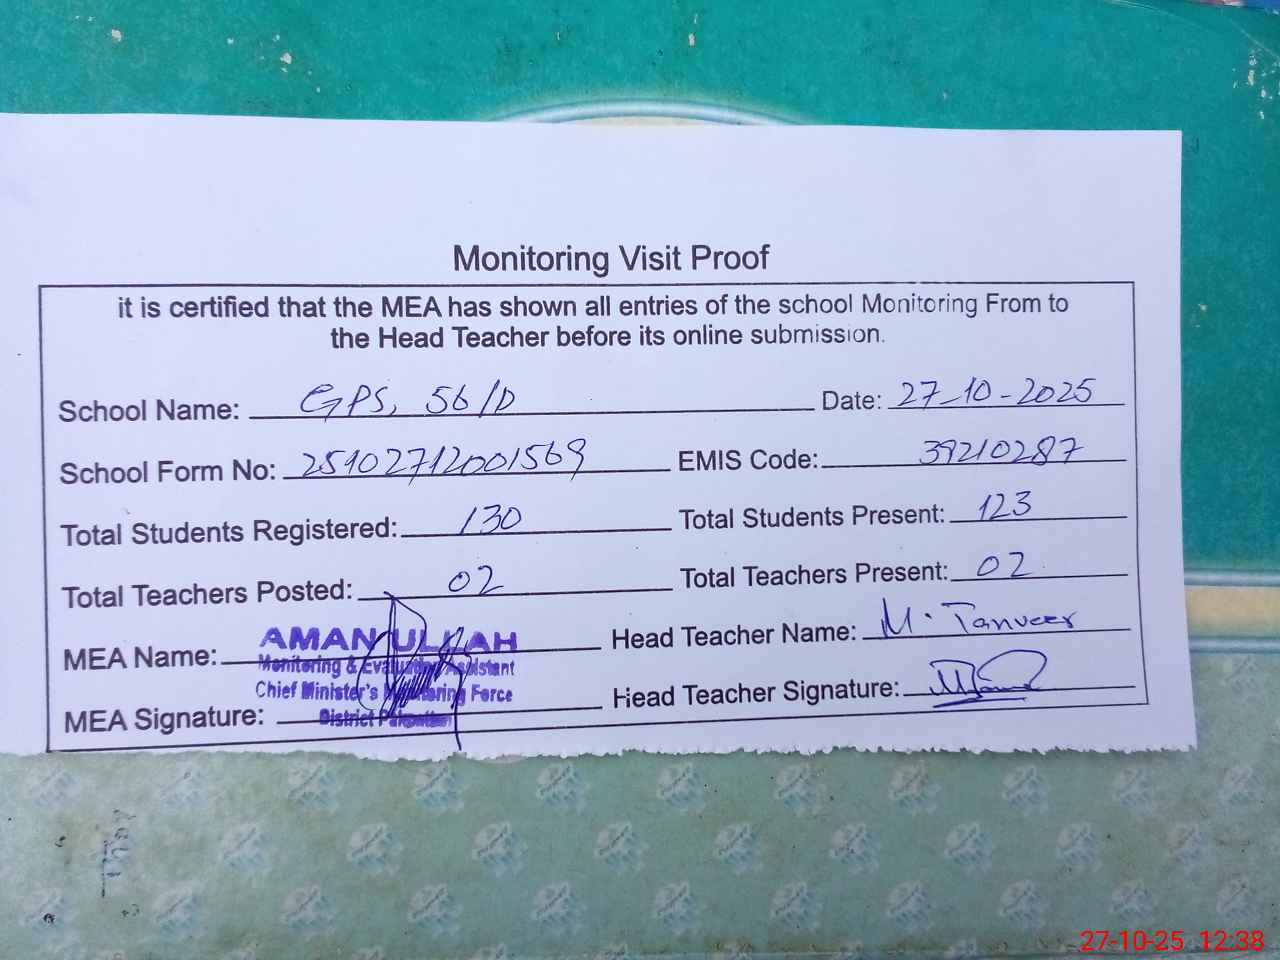 Monitoring Visit Proof
it is certified that the MEA has shown all entries of the school Monitoring From to
the Head Teacher before its online submission.
School Name: GPS, 56/D Date: 27-10-2025
School Form No: 25102712001569 EMIS Code: 39210287
Total Students Registered: 130 Total Students Present: 123
Total Teachers Posted: 02 Total Teachers Present: 02
MEA Name: AMAN ULLAH Head Teacher Name: M. Tanveer
Monitoring & Evaluation Assistant
Chief Minister's Monitoring Force
MEA Signature: District Pakpattan Head Teacher Signature:
27-10-25 12:38